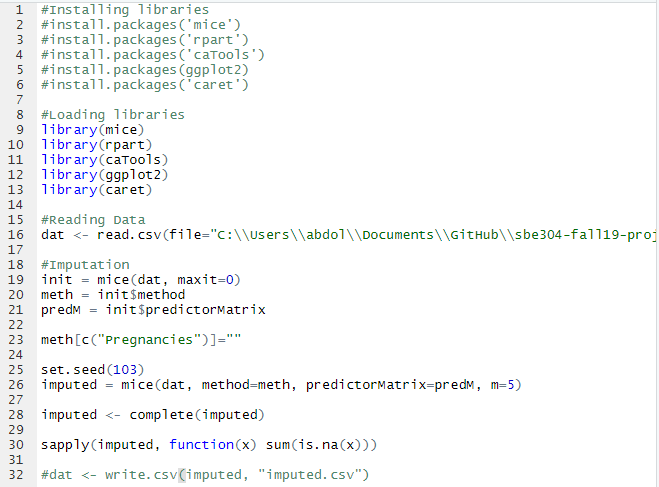 1 #Installing libraries
2 #install.packages('mice')
3 #install.packages('rpart')
4 #install.packages('caTools')
5 #install.packages(ggplot2)
6 #install.packages('caret')
7
8 #Loading libraries
9 library(mice)
10 library(rpart)
11 library(caTools)
12 library(ggplot2)
13 library(caret)
14
15 #Reading Data
16 dat <- read.csv(file="C:\\Users\\abdol\\Documents\\GitHub\\sbe304-fall19-proj
17
18 #Imputation
19 init = mice(dat, maxit=0)
20 meth = init$method
21 predM = init$predictorMatrix
22
23 meth[c("Pregnancies")]=""
24
25 set.seed(103)
26 imputed = mice(dat, method=meth, predictorMatrix=predM, m=5)
27
28 imputed <- complete(imputed)
29
30 sapply(imputed, function(x) sum(is.na(x)))
31
32 #dat <- write.csv(imputed, "imputed.csv")